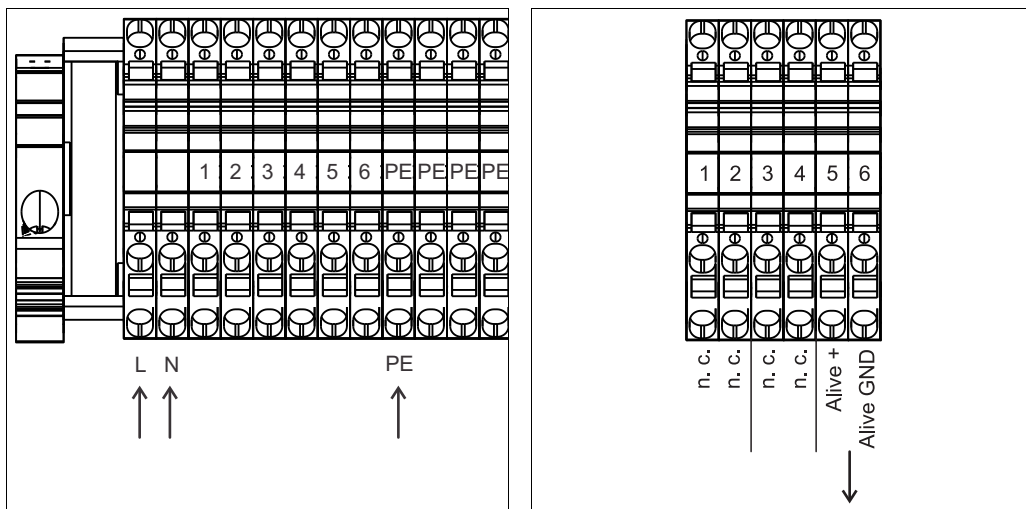 1 2 3 4 5 6 PE PE PE PE
L N PE
1 2 3 4 5 6
n. c.
n. c.
n. c.
n. c.
Alive +
Alive GND